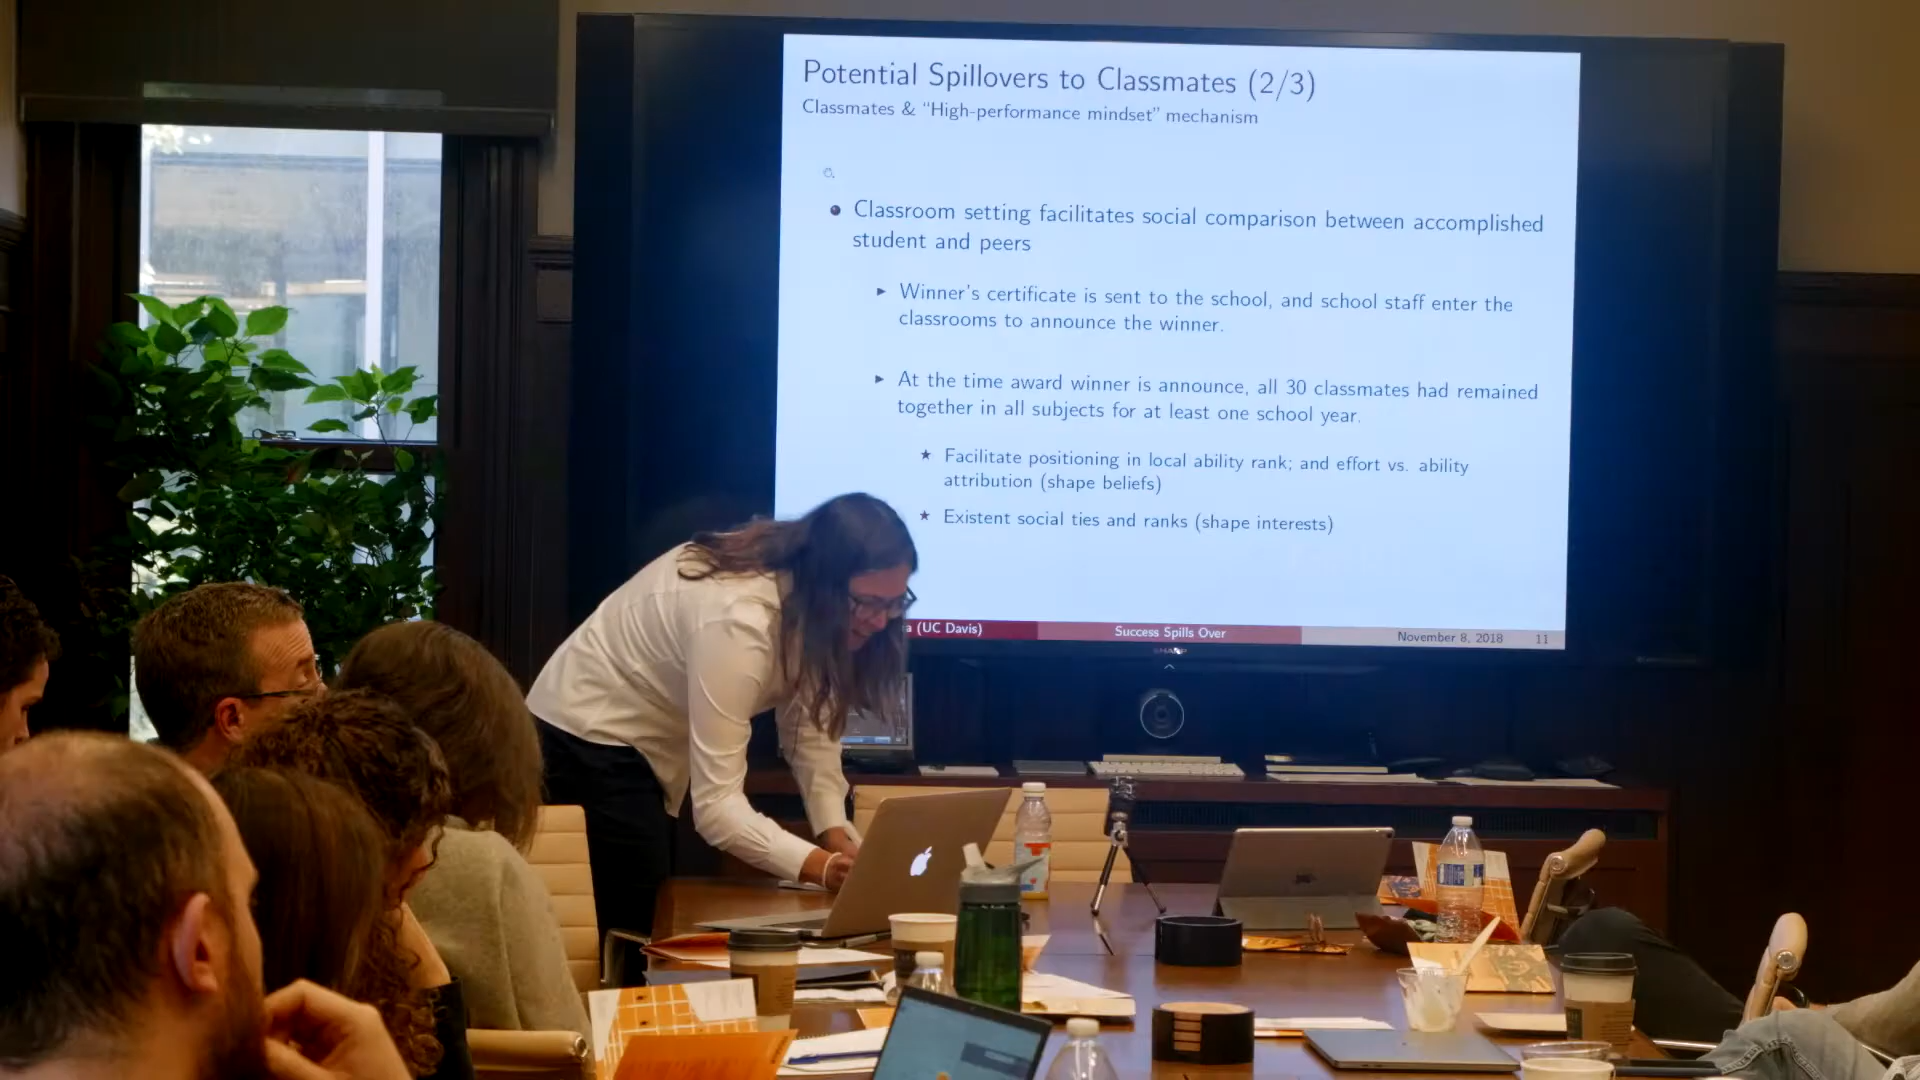 Potential Spillovers to Classmates (2/3)
Classmates & “High-performance mindset” mechanism
Classroom setting facilitates social comparison between accomplished
student and peers
Winner's certificate is sent to the school, and school staff enter the
classrooms to announce the winner.
At the time award winner is announce, all 30 classmates had remained
together in all subjects for at least one school year.
Facilitate positioning in local ability rank; and effort vs. ability
attribution (shape beliefs)
Existent social ties and ranks (shape interests)
(UC Davis)
Success Spills Over
November 8, 2018
11
SHARP